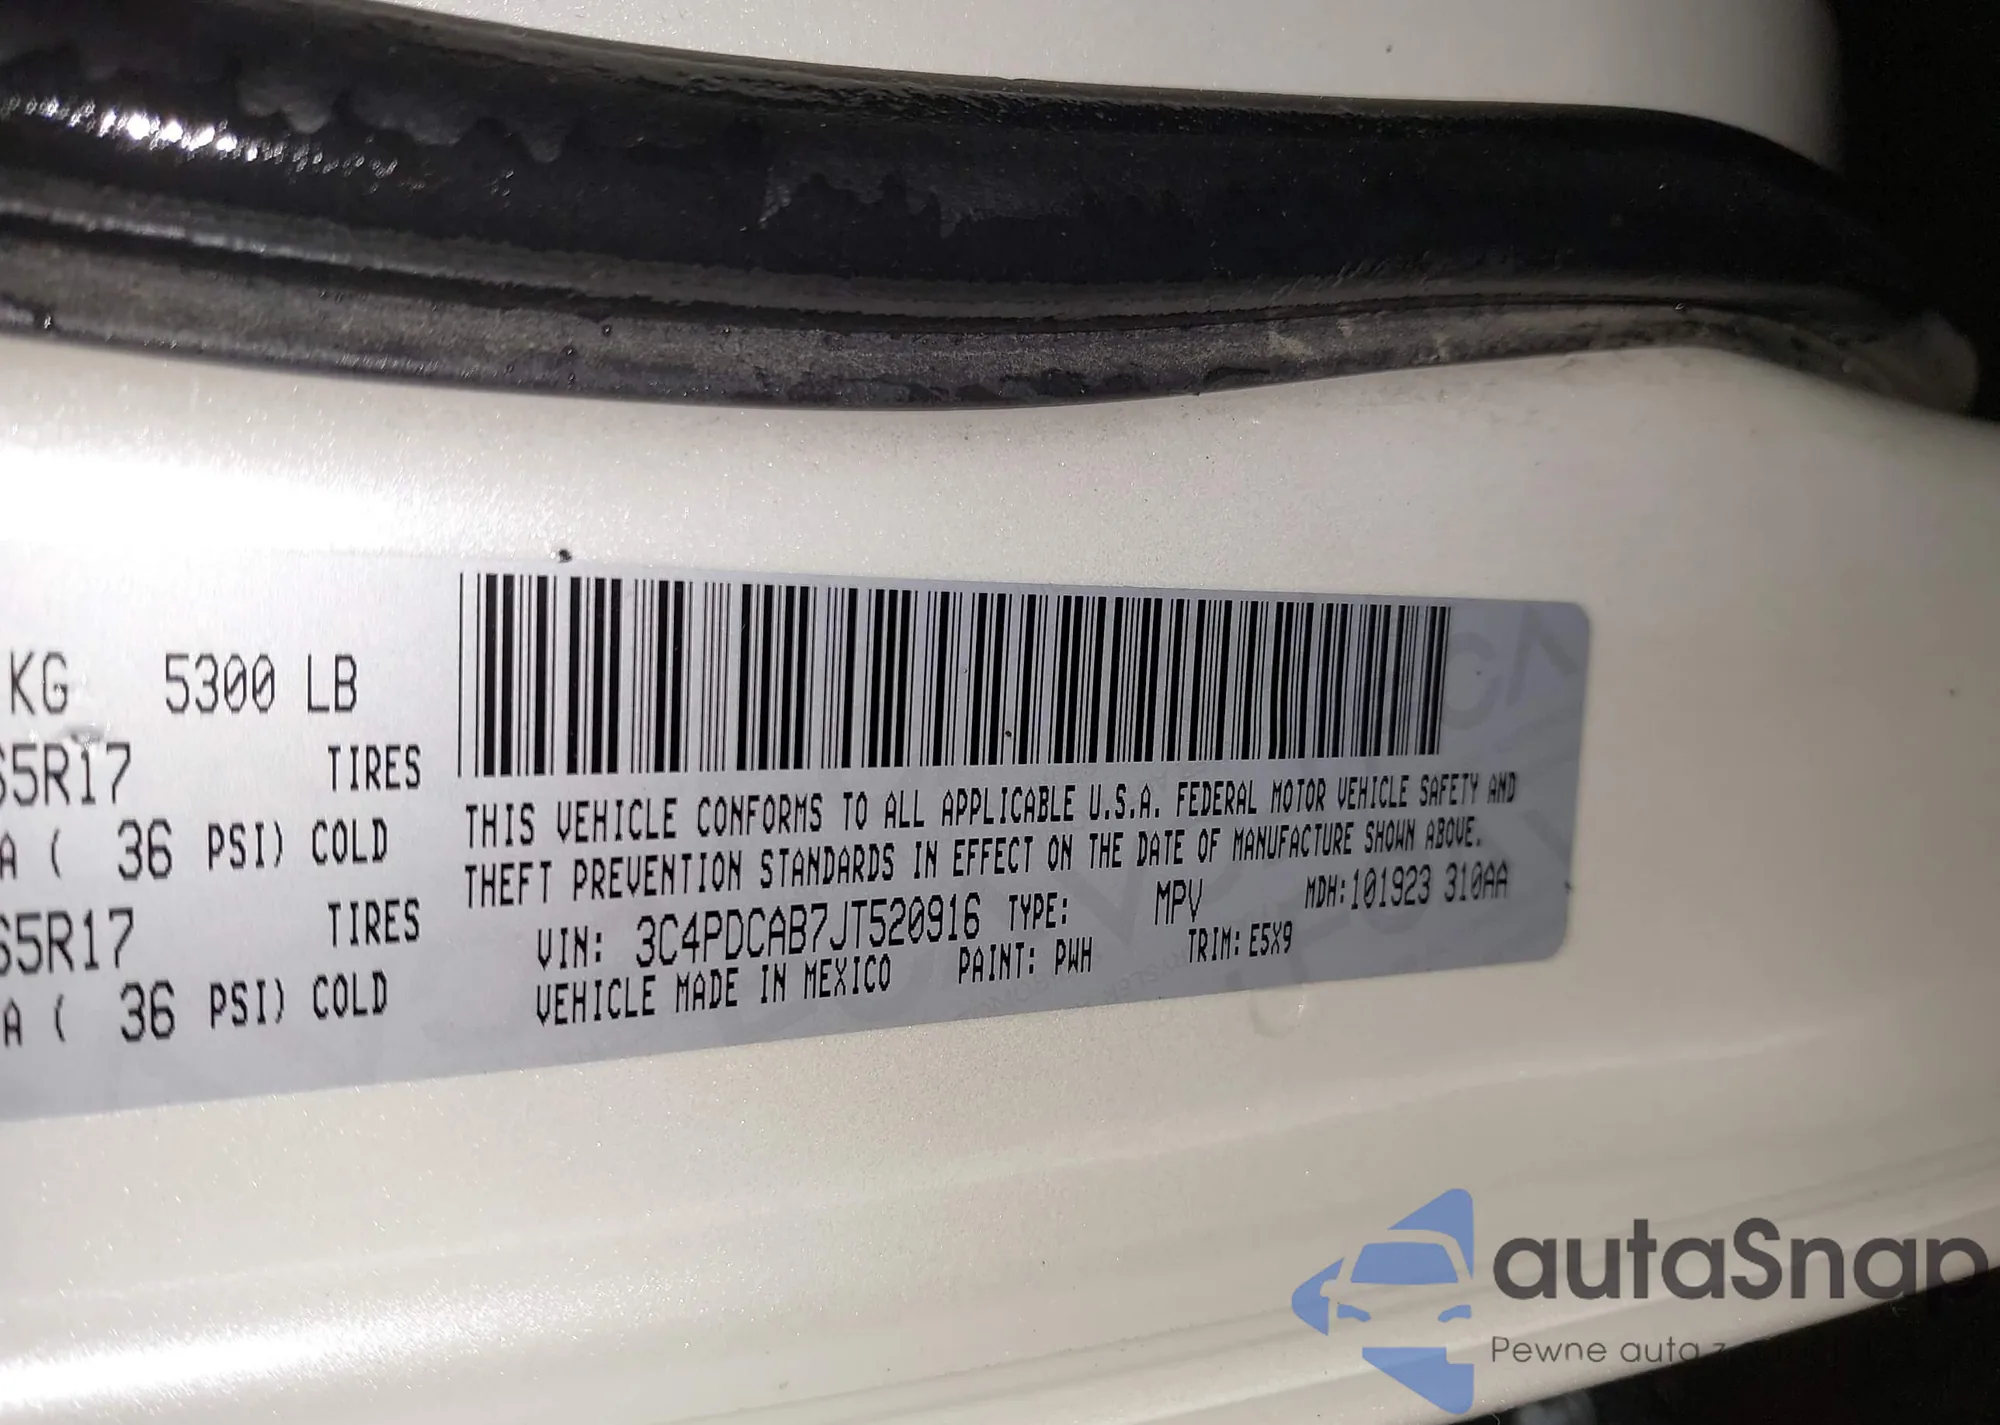 KG 5300 LB
65R17 TIRES
A ( 36 PSI) COLD
65R17 TIRES
A ( 36 PSI) COLD
THIS VEHICLE CONFORMS TO ALL APPLICABLE U.S.A. FEDERAL MOTOR VEHICLE SAFETY AND
THEFT PREVENTION STANDARDS IN EFFECT ON THE DATE OF MANUFACTURE SHOWN ABOVE.
VIN: 3C4PDCAB7JT520916 TYPE: MPV MDH:101923 310AA
VEHICLE MADE IN MEXICO PAINT: PWH TRIM: E5X9
autaSnap
Pewne auta z